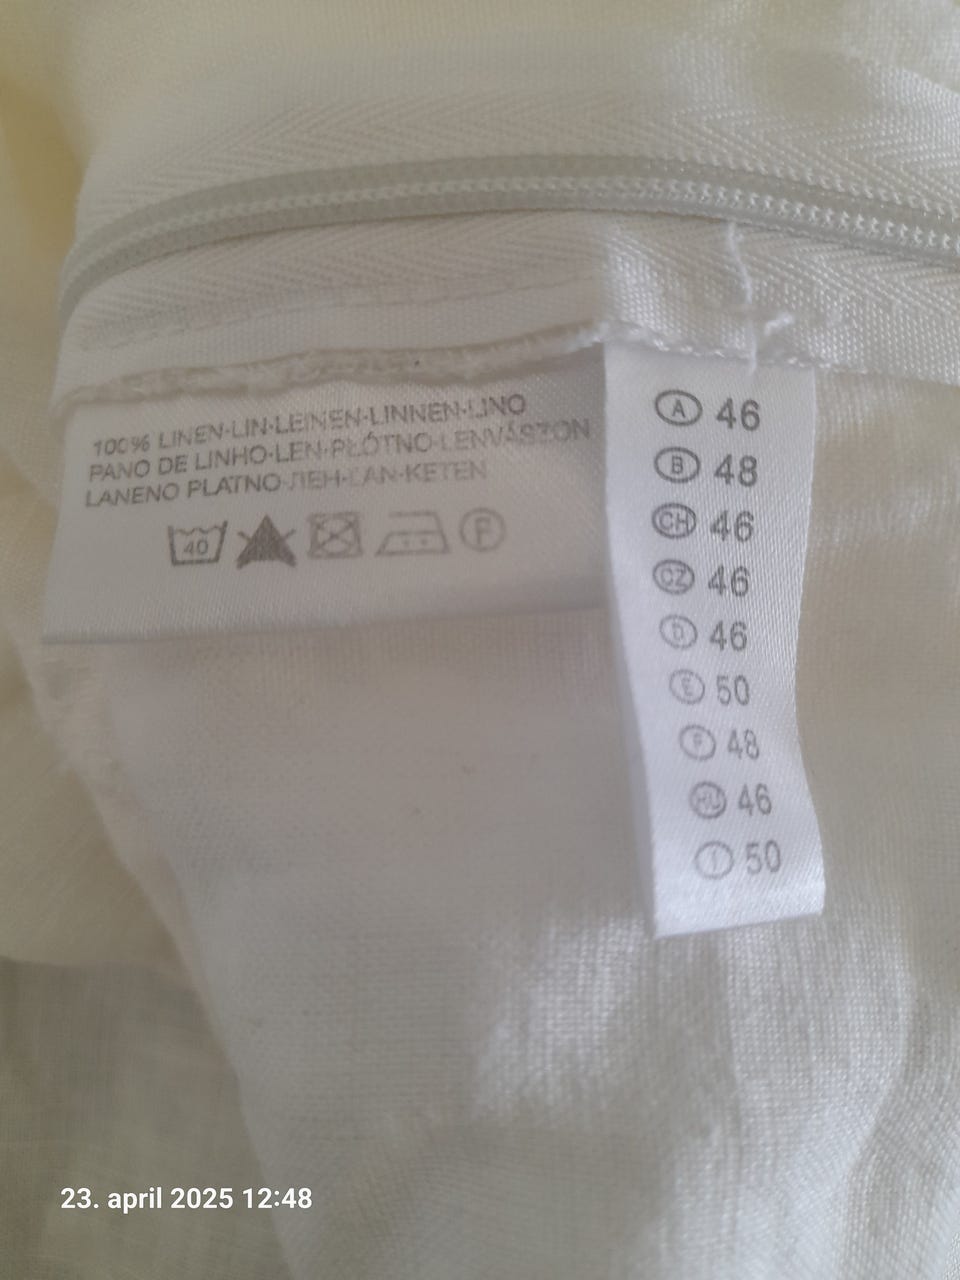 100% LINEN·LIN·LEINEN·LINNEN·LINO
PANO DE LINHO·LEN·PŁÓTNO·LENVÁSZON
LANENO PLATNO·ЛЕН·LAN·KETEN
40
F
A 46
B 48
CH 46
CZ 46
D 46
E 50
F 48
HU 46
I 50
23. april 2025 12:48